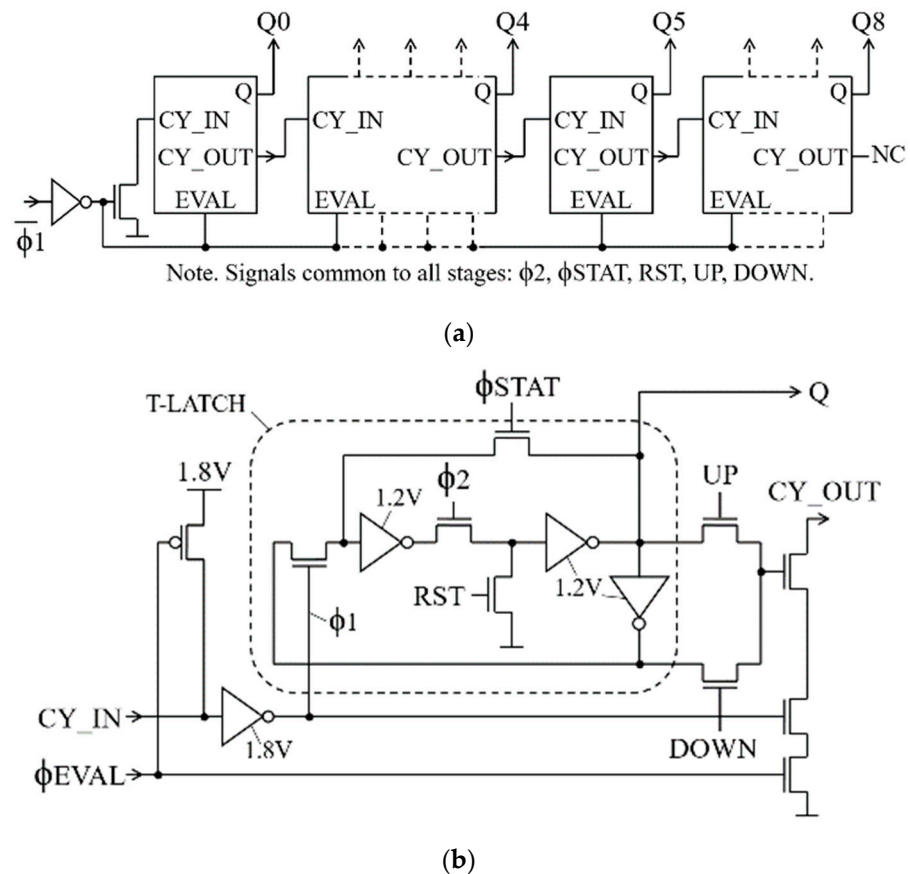 Q0 Q4 Q5 Q8
Q Q Q Q
CY_IN CY_IN CY_IN CY_IN
CY_OUT CY_OUT CY_OUT CY_OUT NC
EVAL EVAL EVAL EVAL
ϕ1̅
Note. Signals common to all stages: ϕ2, ϕSTAT, RST, UP, DOWN.
(a)
ϕSTAT
T-LATCH
Q
1.8V
1.2V
ϕ2
UP
CY_OUT
RST
1.2V
ϕ1
CY_IN
1.8V
DOWN
ϕEVAL
(b)